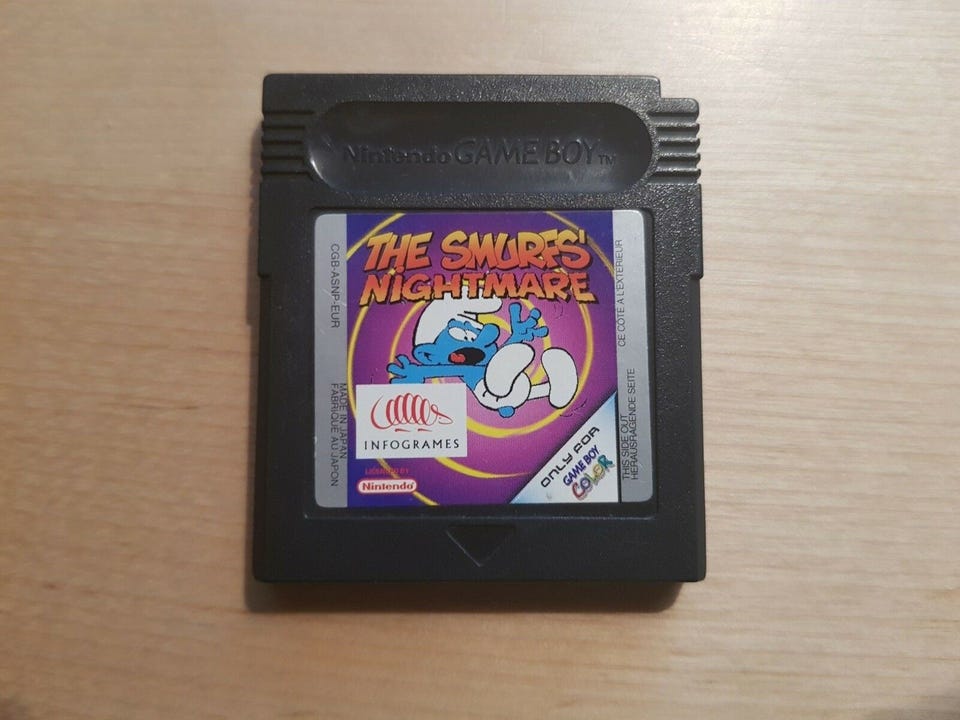 Nintendo GAME BOY TM
THE SMURFS'
NIGHTMARE
CGB-ASNP-EUR
MADE IN JAPAN
FABRIQUÉ AU JAPON
INFOGRAMES
LICENSED BY
Nintendo
ONLY FOR
GAME BOY
COLOR
CE COTÉ A L'EXTERIEUR
THIS SIDE OUT
HERAUSRAGENDE SEITE